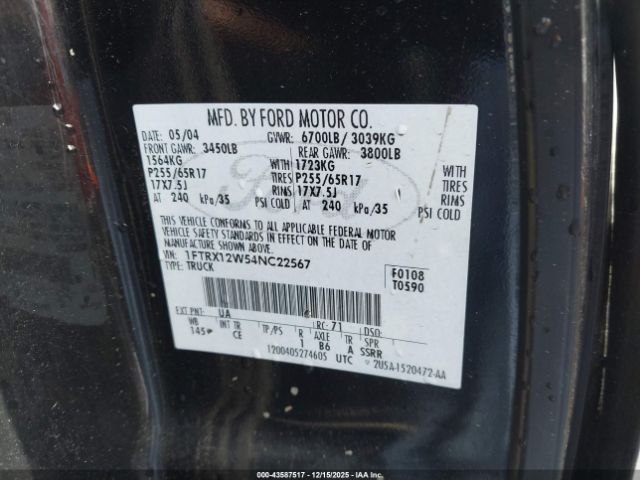 MFD. BY FORD MOTOR CO.
DATE 05/04 GVWR: 6700LB/ 3039KG
FRONT GAWR: 3450LB REAR GAWR: 3800LB
1564KG WITH 1723KG WITH
P255/65R17 TIRES P255/65R17 TIRES
17X7.5J RIMS 17X7.5J RIMS
AT 240 kPa/35 PSI COLD AT 240 kPa/35 PSI COLD
Ford
THIS VEHICLE CONFORMS TO ALL APPLICABLE FEDERAL MOTOR
VEHICLE SAFETY STANDARDS IN EFFECT ON THE DATE OF
MANUFACTURE SHOWN ABOVE.
VIN: 1FTRX12W54NC22567
TYPE: TRUCK
F0108
T0590
EXT PNT: UA RC: 71 DSO:
WB INT TR TP/PS R AXLE TR SPR
145 CE 1 B6 A SSRR
120040527460S UTC 2U5A-1520472-AA
© IAA - 43587517 - 12/15/2025 - IAA, LLC